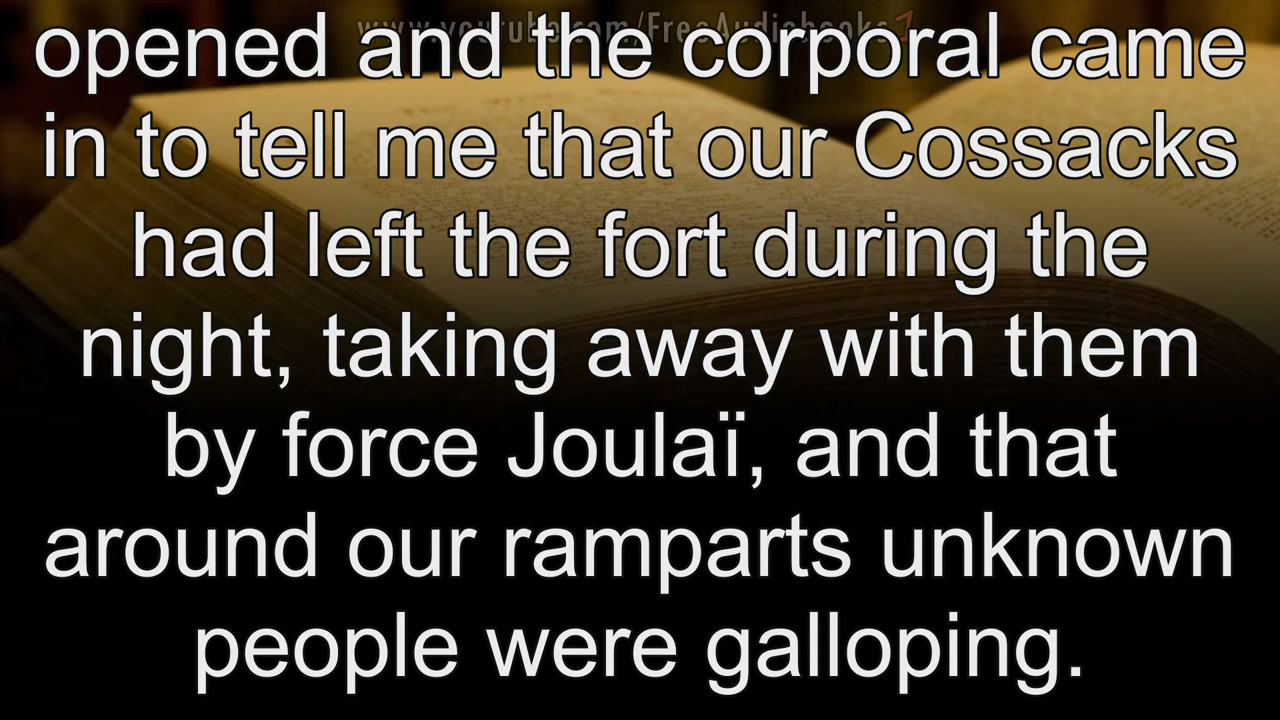 www.youtube.com/FreeAudiobooks1
opened and the corporal came
in to tell me that our Cossacks
had left the fort during the
night, taking away with them
by force Joulaï, and that
around our ramparts unknown
people were galloping.